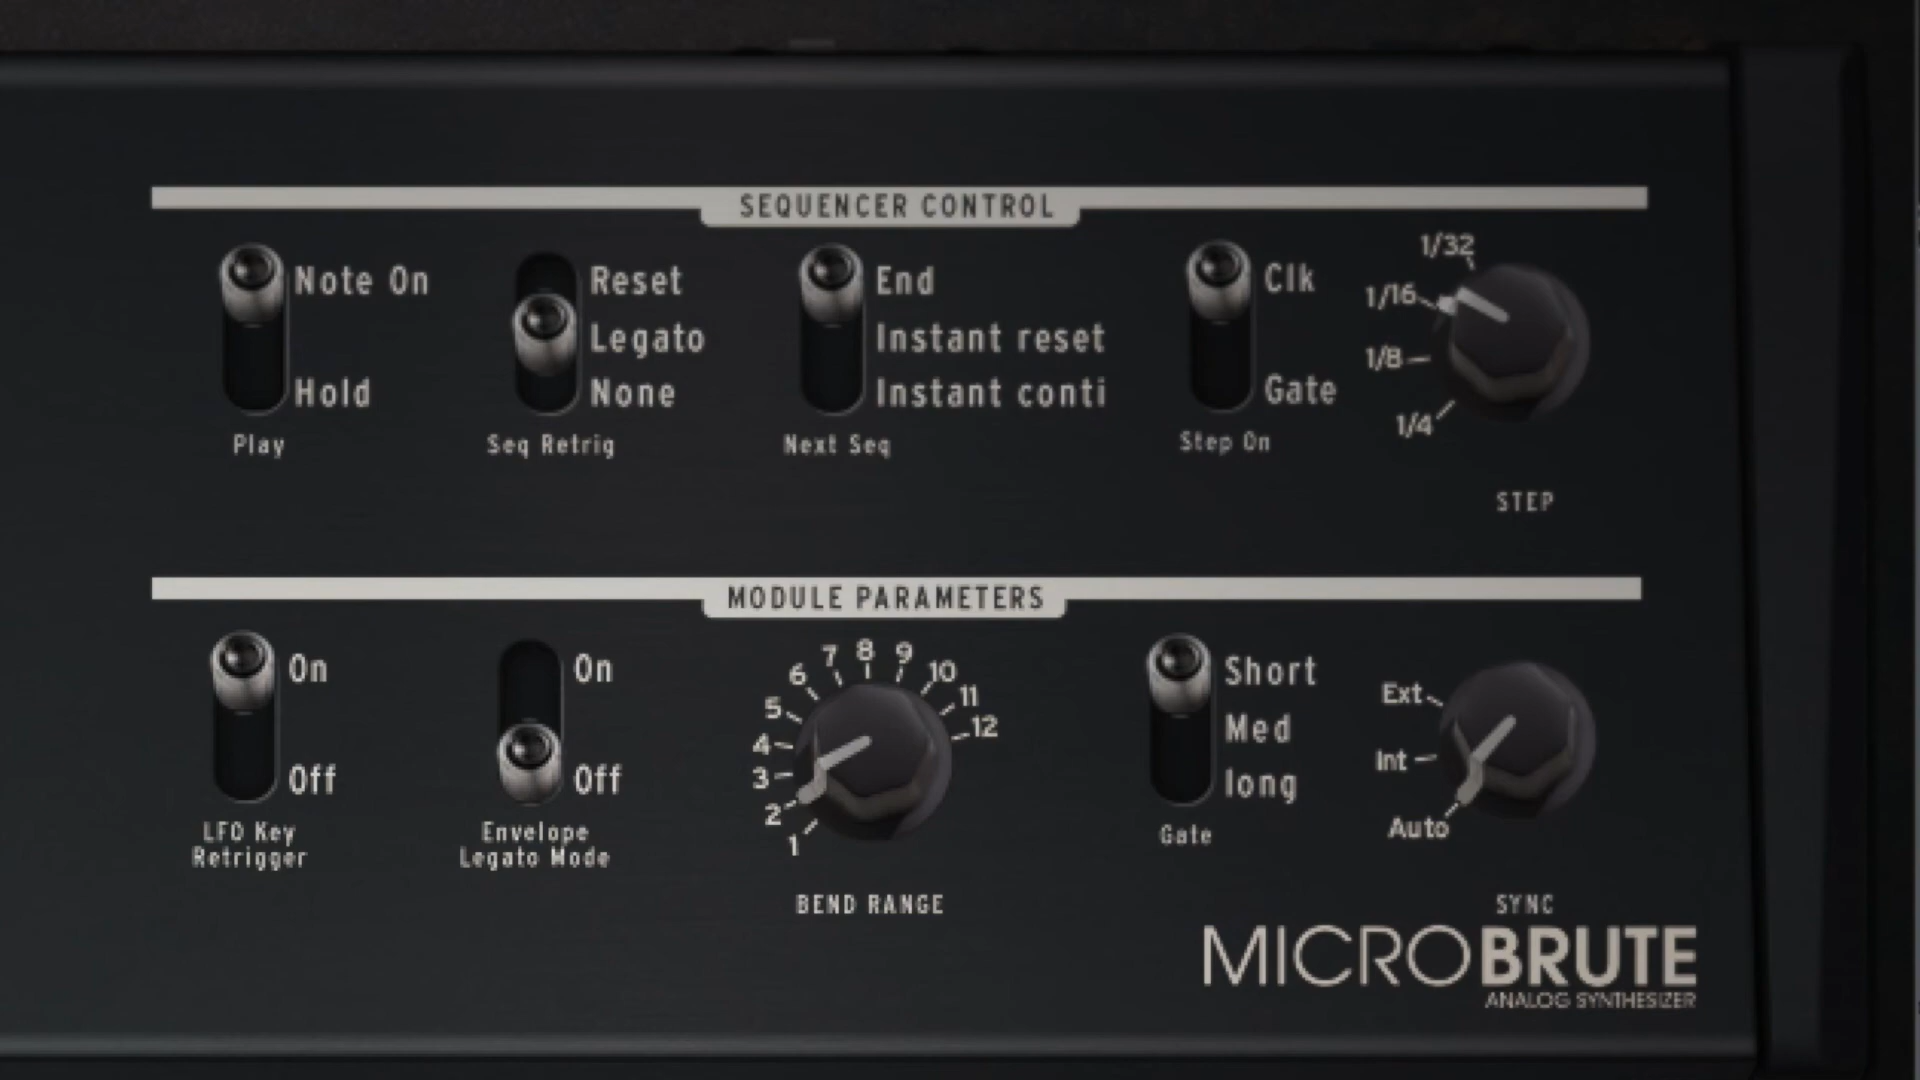 SEQUENCER CONTROL
Note On
Hold
Play
Reset
Legato
None
Seq Retrig
End
Instant reset
Instant conti
Next Seq
Clk
Gate
Step On
1/32
1/16
1/8
1/4
STEP
MODULE PARAMETERS
On
Off
LFO Key
Retrigger
On
Off
Envelope
Legato Mode
1
2
3
4
5
6
7
8
9
10
11
12
BEND RANGE
Short
Med
long
Gate
Ext
Int
Auto
SYNC
MICROBRUTE
ANALOG SYNTHESIZER